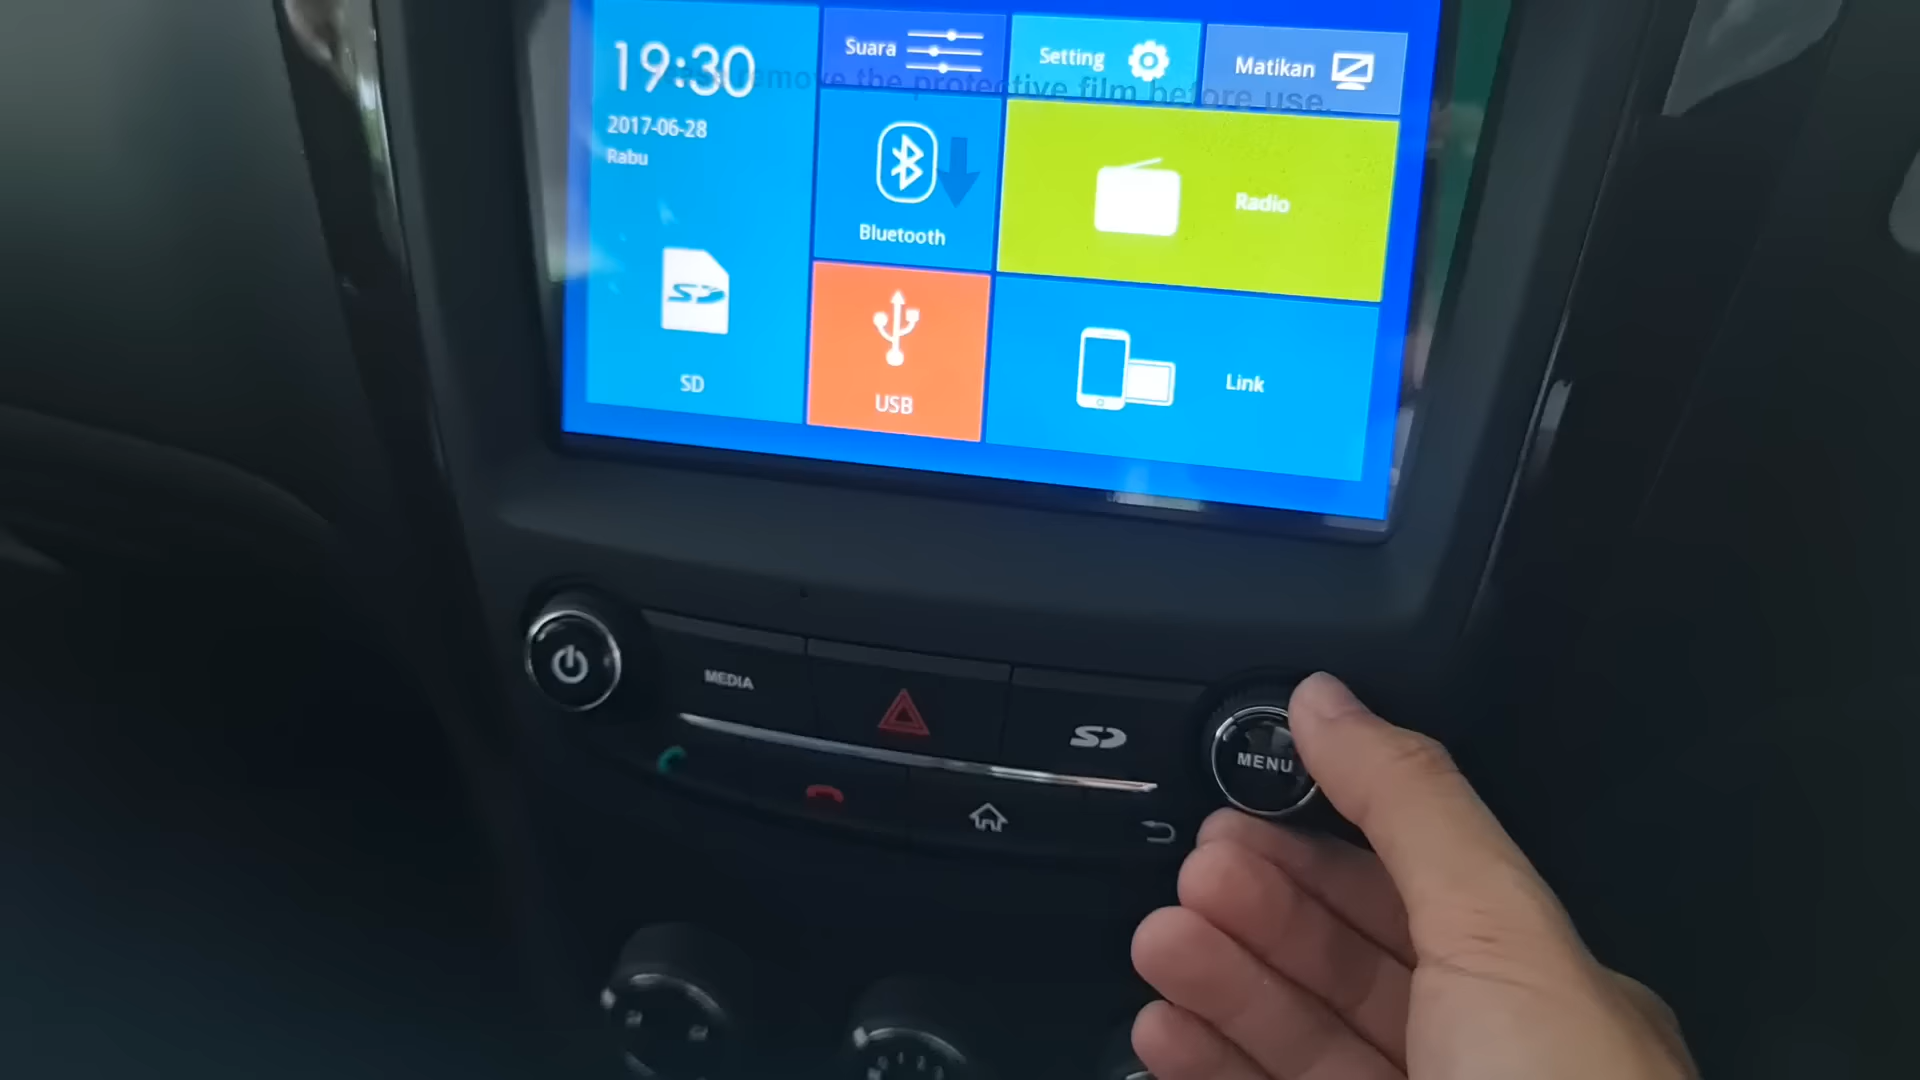 19:30
2017-06-28
Rabu
Suara
Setting
Matikan
remove the protective film before use.
Bluetooth
Radio
SD
USB
Link
MEDIA
SD
MENU